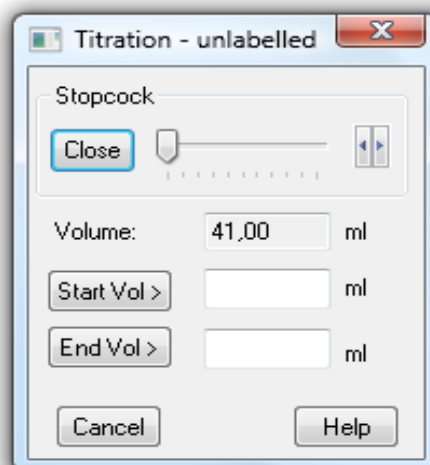 Titration - unlabelled
Stopcock
Close
Volume: 41,00 ml
Start Vol > ml
End Vol > ml
Cancel Help